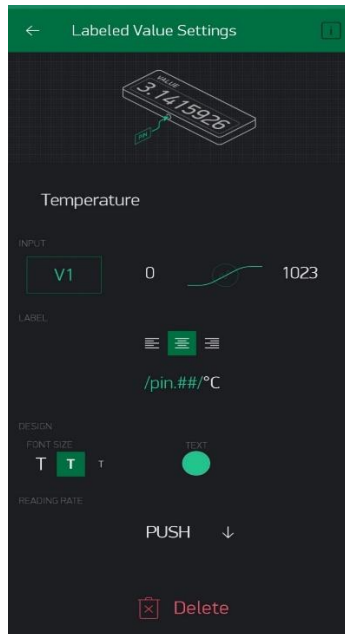 ← Labeled Value Settings i
VALUE
3.1415926
PIN
Temperature
INPUT
V1 0 1023
LABEL
/pin.##/°C
DESIGN
FONT SIZE TEXT
T T T
READING RATE
PUSH ↓
Delete